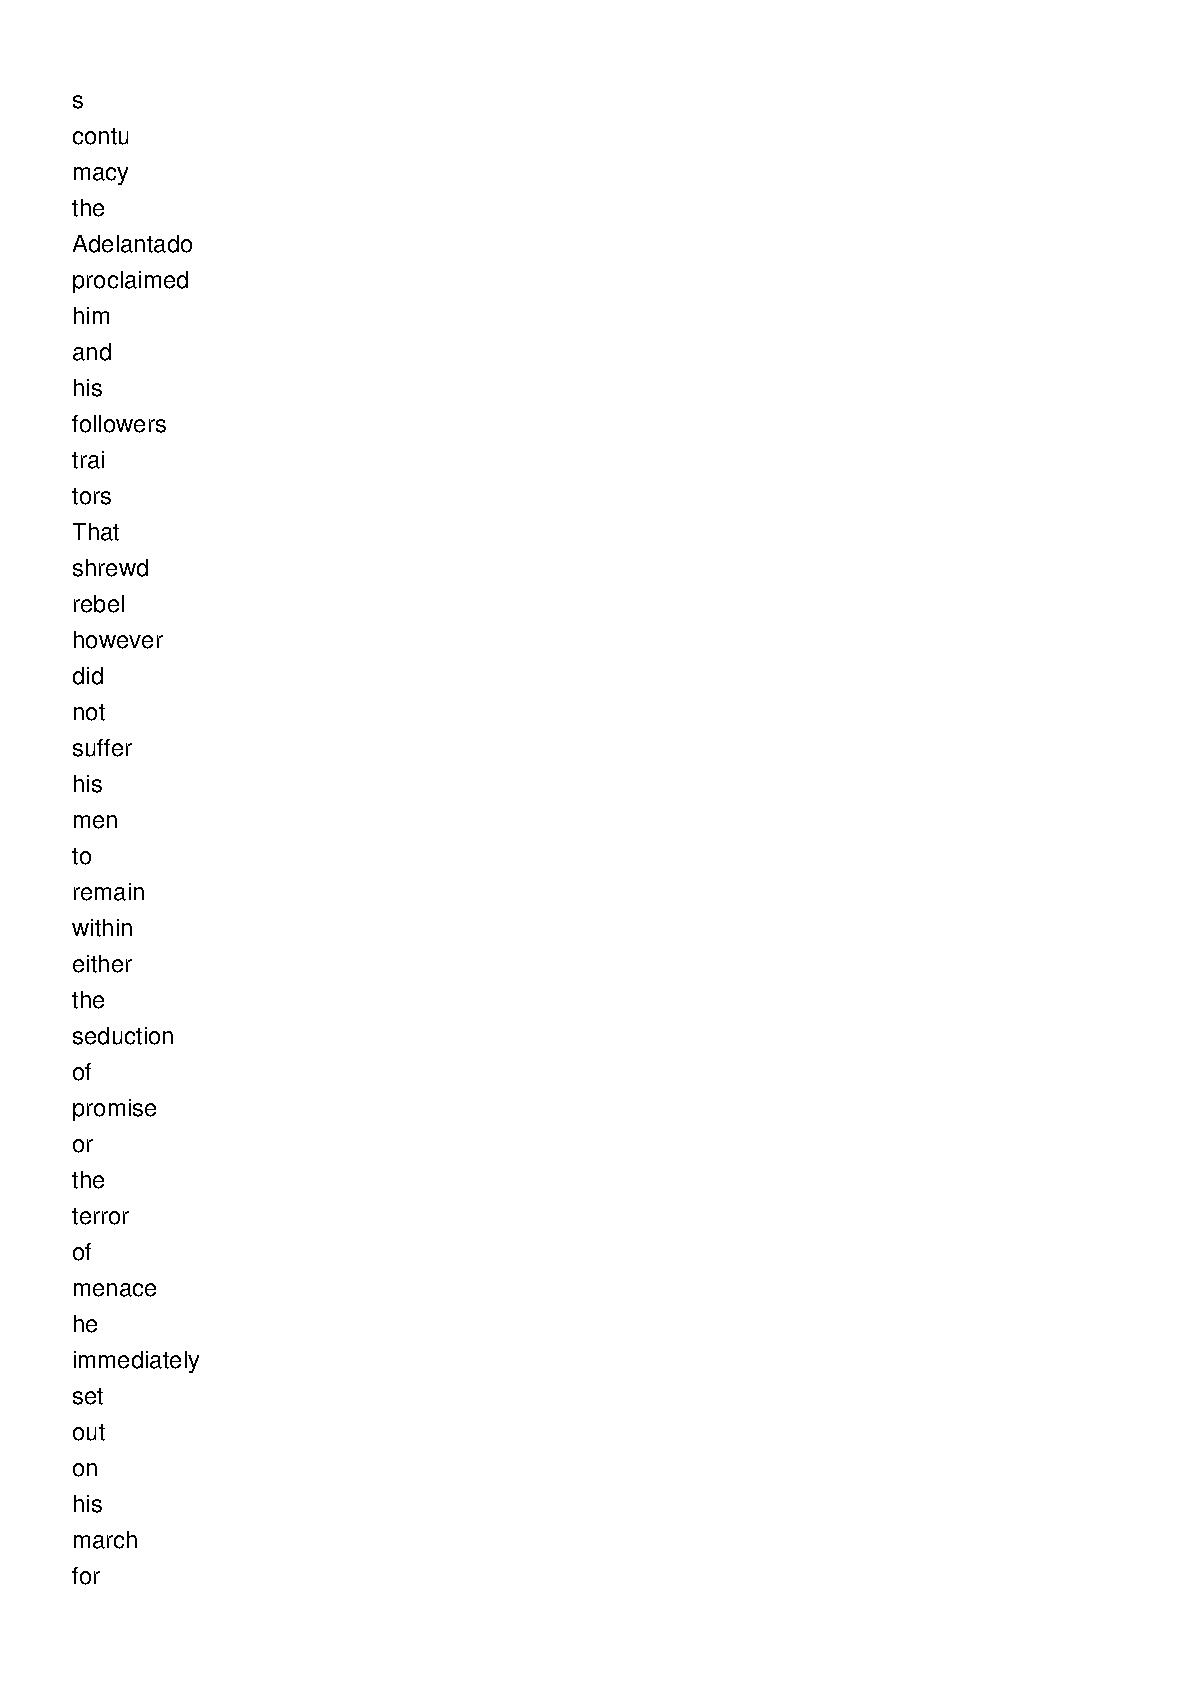 s
contu
macy
the
Adelantado
proclaimed
him
and
his
followers
trai
tors
That
shrewd
rebel
however
did
not
suffer
his
men
to
remain
within
either
the
seduction
of
promise
or
the
terror
of
menace
he
immediately
set
out
on
his
march
for